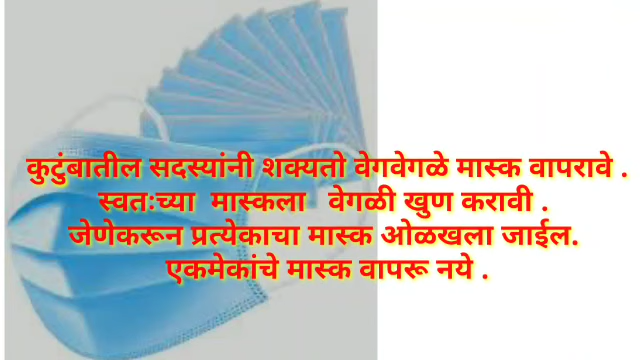 कुटुंबातील सदस्यांनी शक्यतो वेगवेगळे मास्क वापरावे .
स्वतःच्या मास्कला वेगळी खुण करावी .
जेणेकरून प्रत्येकाचा मास्क ओळखला जाईल.
एकमेकांचे मास्क वापरू नये .